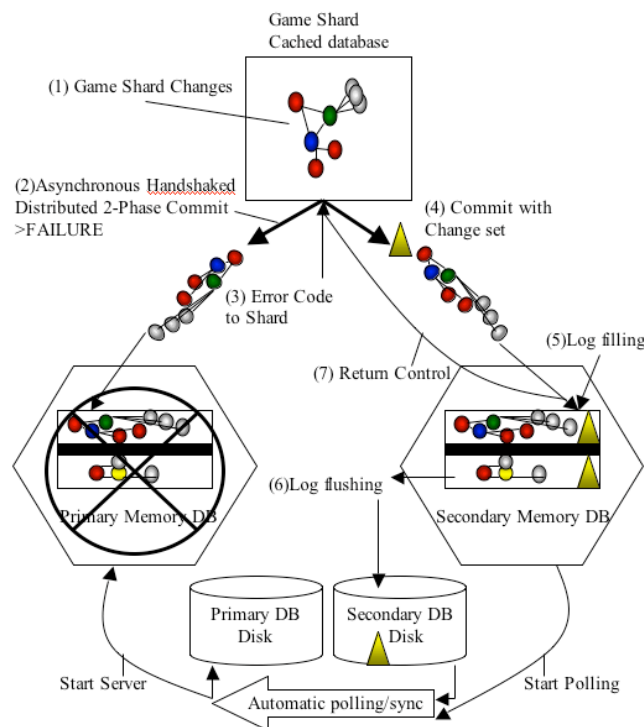 Game Shard
Cached database
(1) Game Shard Changes
(2)Asynchronous Handshaked
Distributed 2-Phase Commit
>FAILURE
(4) Commit with
Change set
(3) Error Code
to Shard
(5)Log filling
(7) Return Control
(6)Log flushing
Primary Memory DB
Secondary Memory DB
Primary DB
Disk
Secondary DB
Disk
Start Server
Automatic polling/sync
Start Polling